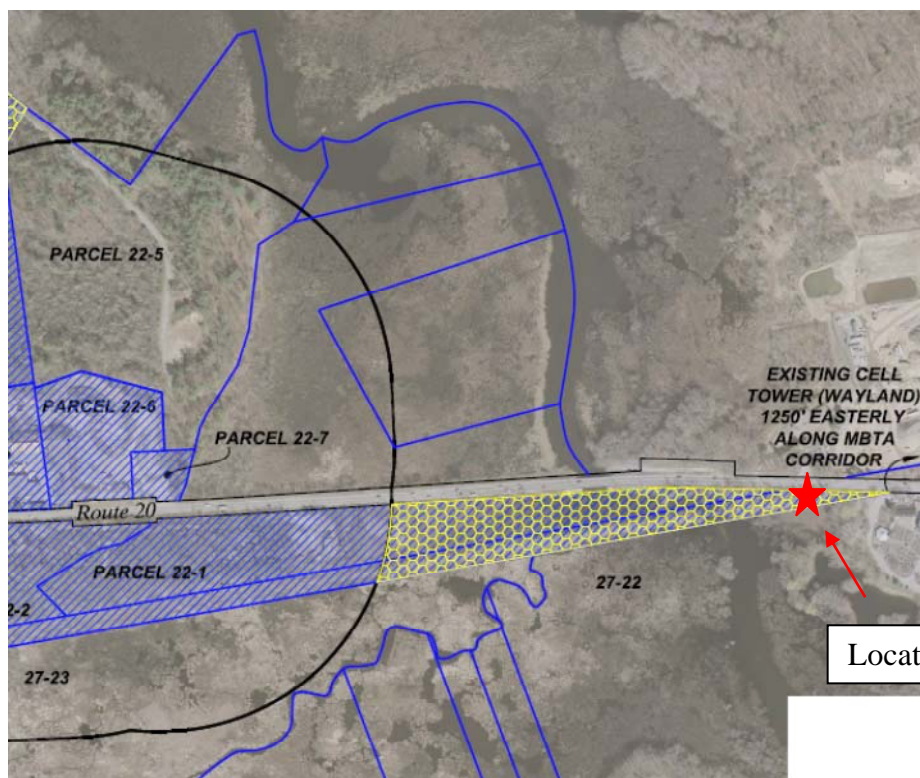 PARCEL 22-5
EXISTING CELL
TOWER (WAYLAND)
1250' EASTERLY
ALONG MBTA
CORRIDOR
PARCEL 22-6
PARCEL 22-7
Route 20
PARCEL 22-1
27-22
2-2
Locat
27-23